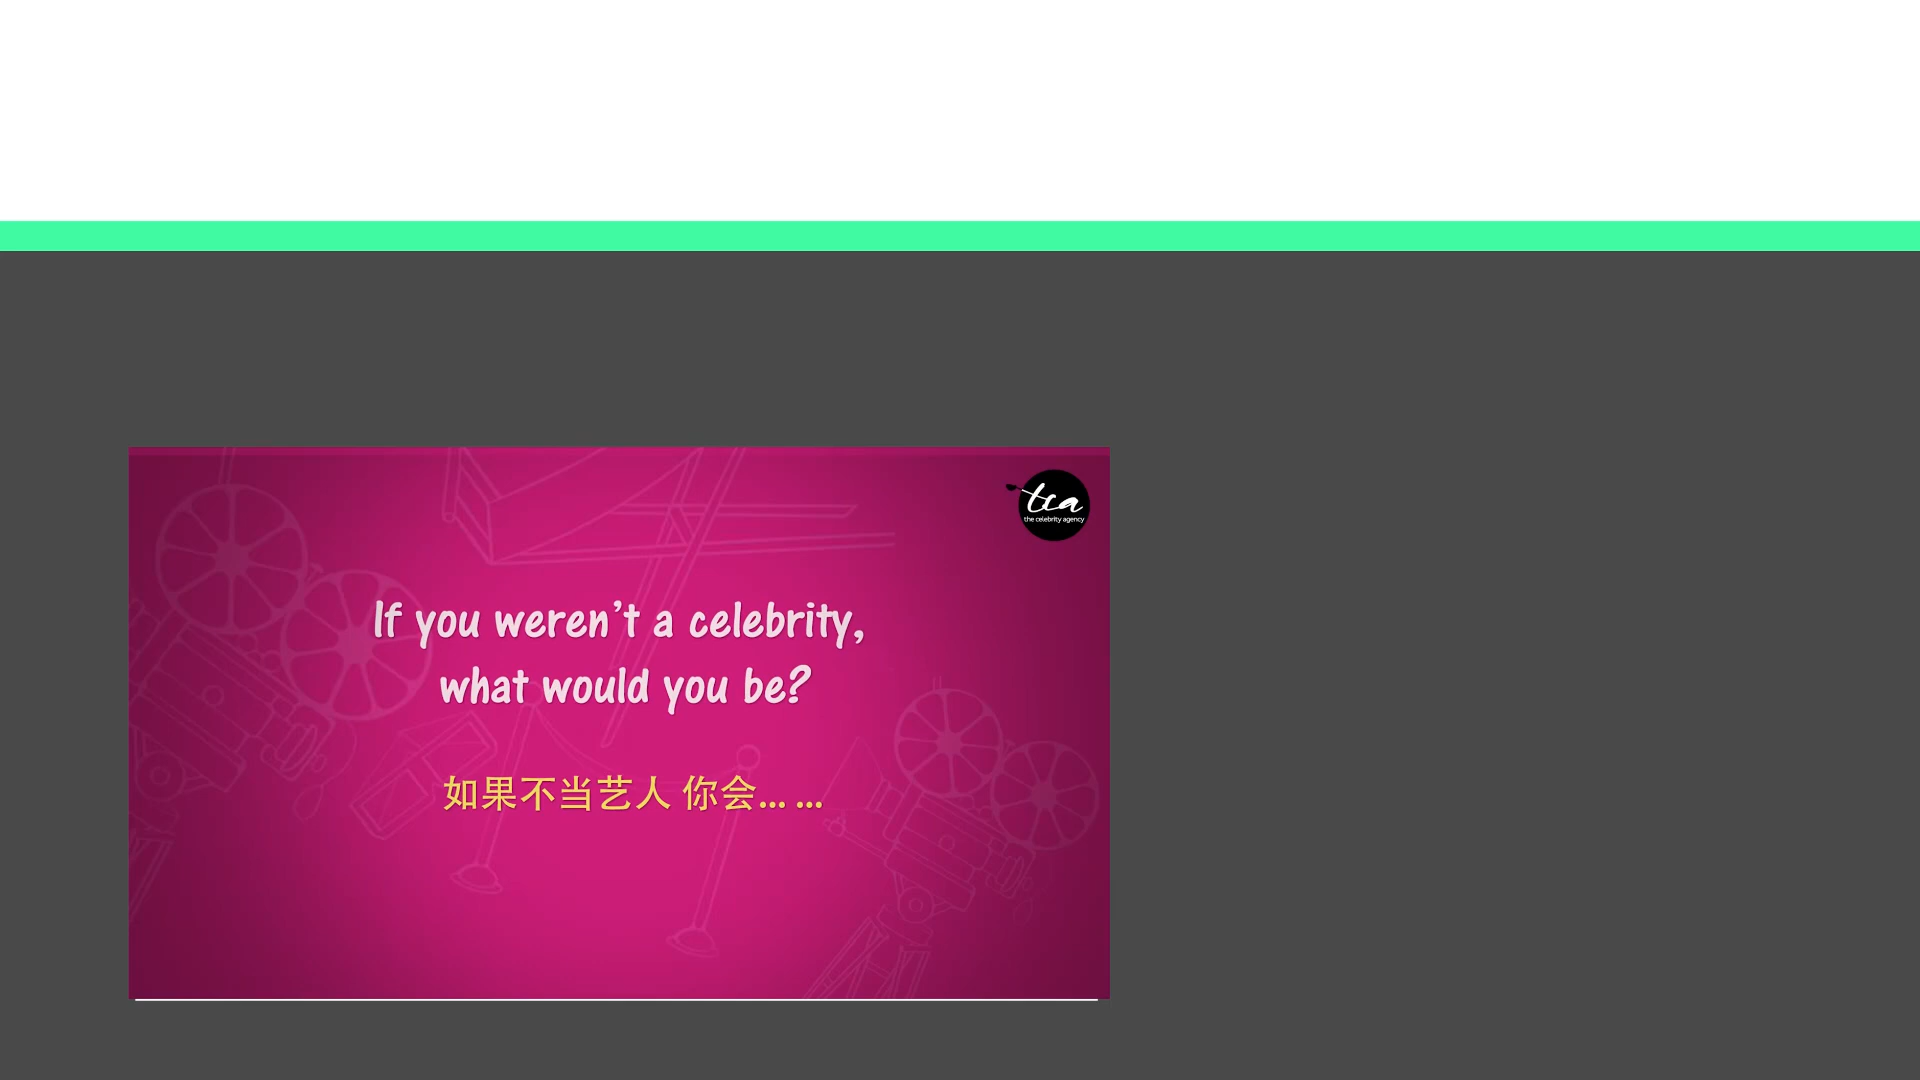 tca
the celebrity agency
If you weren't a celebrity,
what would you be?
如果不当艺人 你会... ...